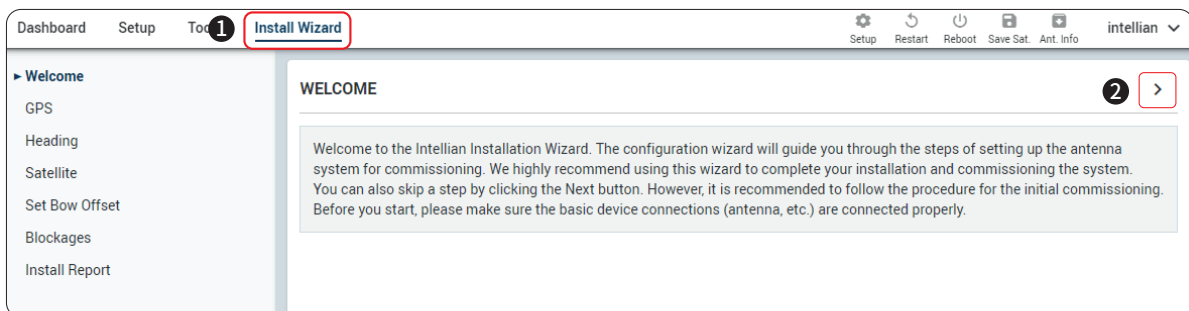 Dashboard Setup Too 1 Install Wizard Setup Restart Reboot Save Sat. Ant. Info intellian
Welcome
GPS
Heading
Satellite
Set Bow Offset
Blockages
Install Report
WELCOME 2
Welcome to the Intellian Installation Wizard. The configuration wizard will guide you through the steps of setting up the antenna
system for commissioning. We highly recommend using this wizard to complete your installation and commissioning the system.
You can also skip a step by clicking the Next button. However, it is recommended to follow the procedure for the initial commissioning.
Before you start, please make sure the basic device connections (antenna, etc.) are connected properly.